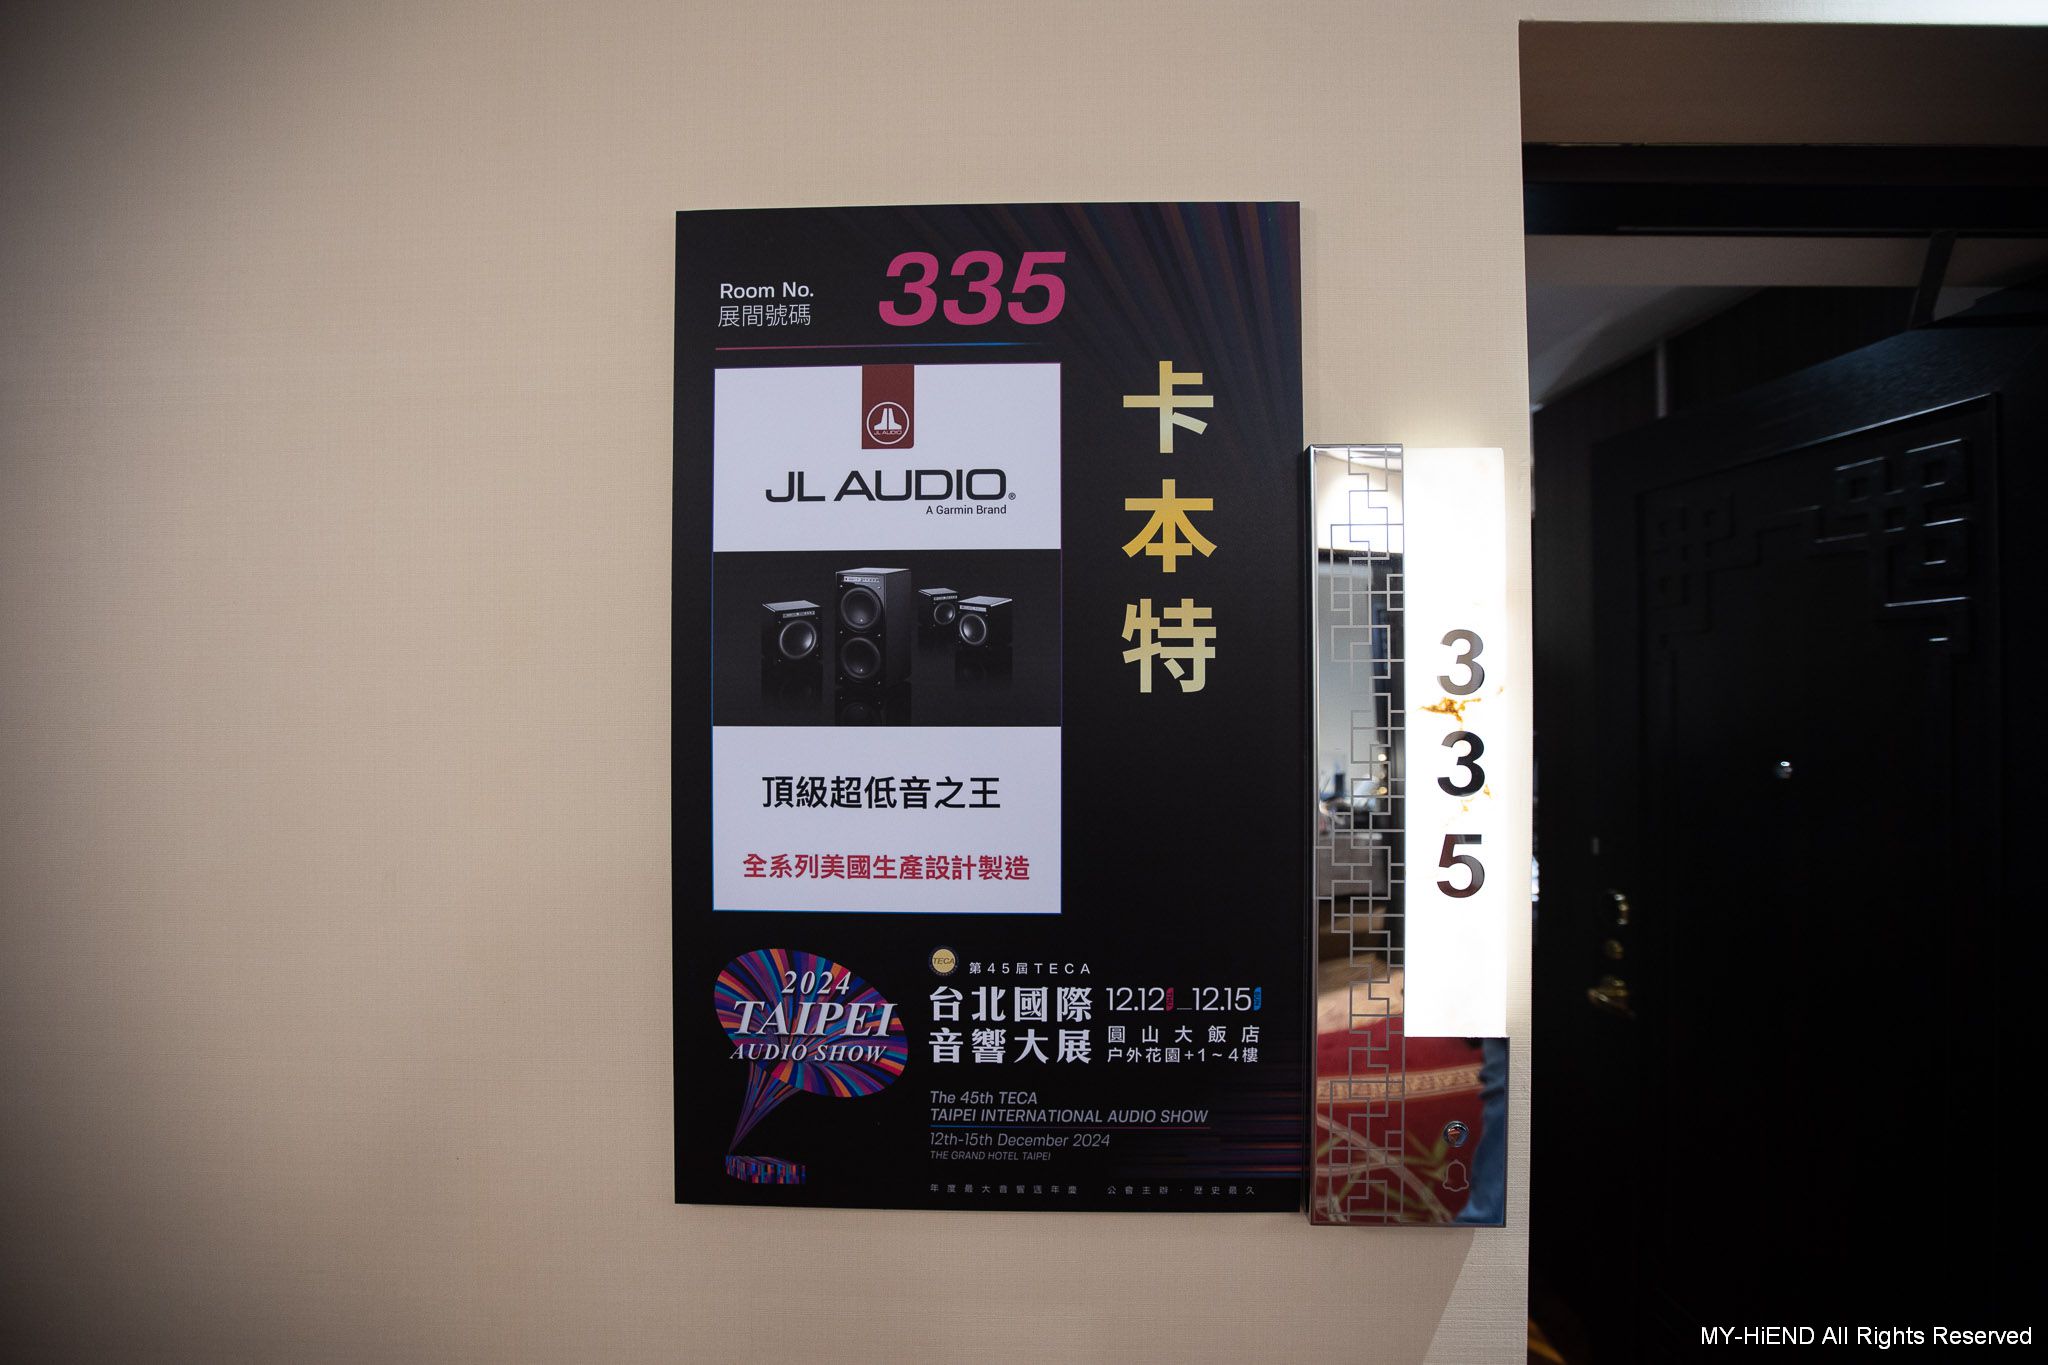 Room No.
展間號碼
335
JL AUDIO
JL AUDIO®
A Garmin Brand
頂級超低音之王
全系列美國生產設計製造
卡本特
2024
TAIPEI
AUDIO SHOW
TECA
第45屆TECA
台北國際
音響大展
12.12 12.15
圓山大飯店
户外花園+1~4樓
The 45th TECA
TAIPEI INTERNATIONAL AUDIO SHOW
12th-15th December 2024
THE GRAND HOTEL TAIPEI
年度最大音響週年慶 公會主辦·歷史最久
335
MY-HiEND All Rights Reserved